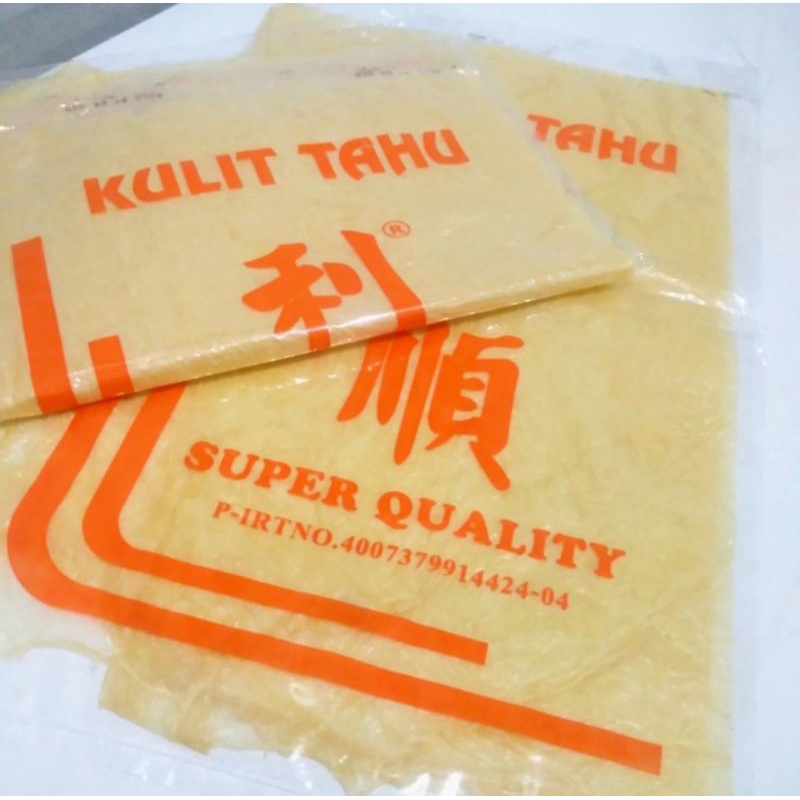 KULIT TAHU
TAHU
利®
順
SUPER QUALITY
P-IRTNO.4007379914424-04